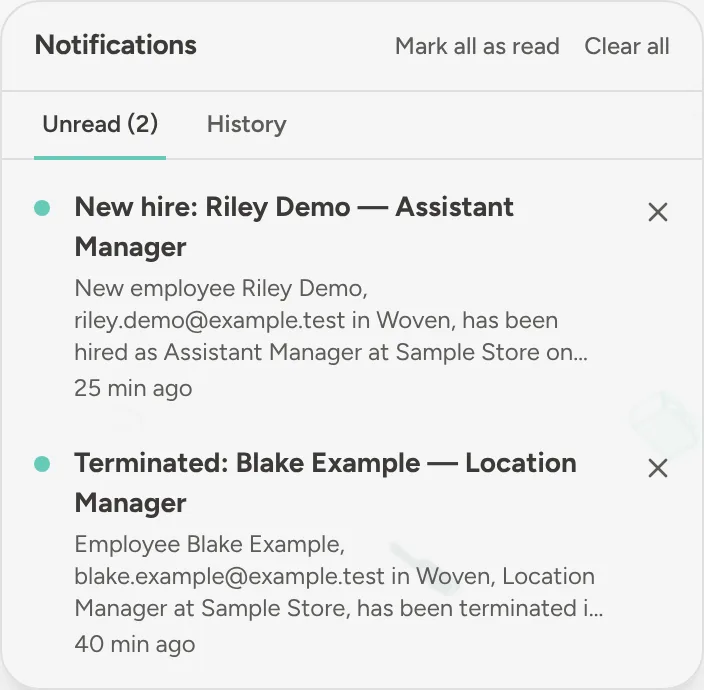 Notifications
Mark all as read
Clear all
Unread (2)
History
New hire: Riley Demo — Assistant
Manager
New employee Riley Demo,
riley.demo@example.test in Woven, has been
hired as Assistant Manager at Sample Store on...
25 min ago
Terminated: Blake Example — Location
Manager
Employee Blake Example,
blake.example@example.test in Woven, Location
Manager at Sample Store, has been terminated i...
40 min ago